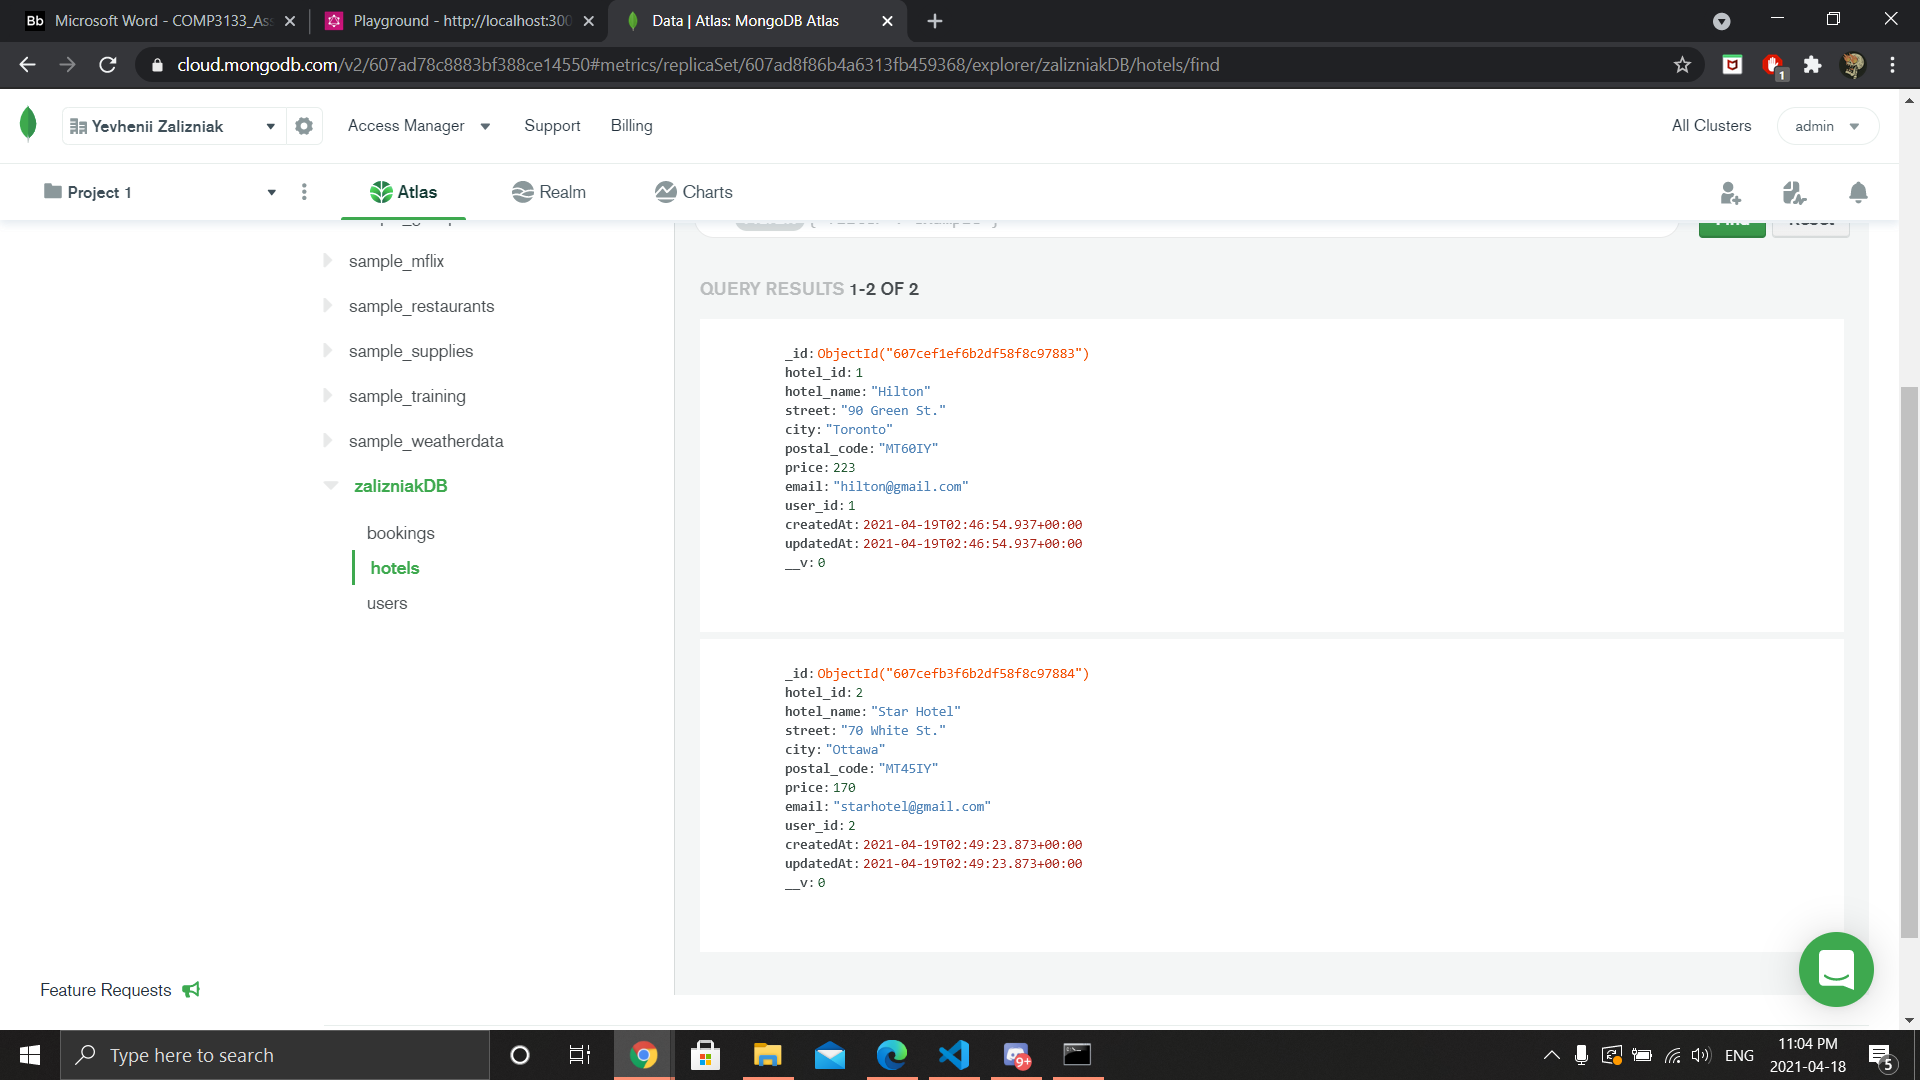 Bb Microsoft Word - COMP3133_Ass
Playground - http://localhost:300
Data | Atlas: MongoDB Atlas
cloud.mongodb.com/v2/607ad78c8883bf388ce14550#metrics/replicaSet/607ad8f86b4a6313fb459368/explorer/zalizniakDB/hotels/find
1
Yevhenii Zalizniak
Access Manager
Support
Billing
All Clusters
admin
Project 1
Atlas
Realm
Charts
sample_mflix
sample_restaurants
sample_supplies
sample_training
sample_weatherdata
zalizniakDB
bookings
hotels
users
Feature Requests
Find
Reset
QUERY RESULTS 1-2 OF 2
_id: ObjectId("607cef1ef6b2df58f8c97883")
hotel_id: 1
hotel_name: "Hilton"
street: "90 Green St."
city: "Toronto"
postal_code: "MT60IY"
price: 223
email: "hilton@gmail.com"
user_id: 1
createdAt: 2021-04-19T02:46:54.937+00:00
updatedAt: 2021-04-19T02:46:54.937+00:00
__v: 0
_id: ObjectId("607cefb3f6b2df58f8c97884")
hotel_id: 2
hotel_name: "Star Hotel"
street: "70 White St."
city: "Ottawa"
postal_code: "MT45IY"
price: 170
email: "starhotel@gmail.com"
user_id: 2
createdAt: 2021-04-19T02:49:23.873+00:00
updatedAt: 2021-04-19T02:49:23.873+00:00
__v: 0
Type here to search
9+
ENG
11:04 PM
2021-04-18
5